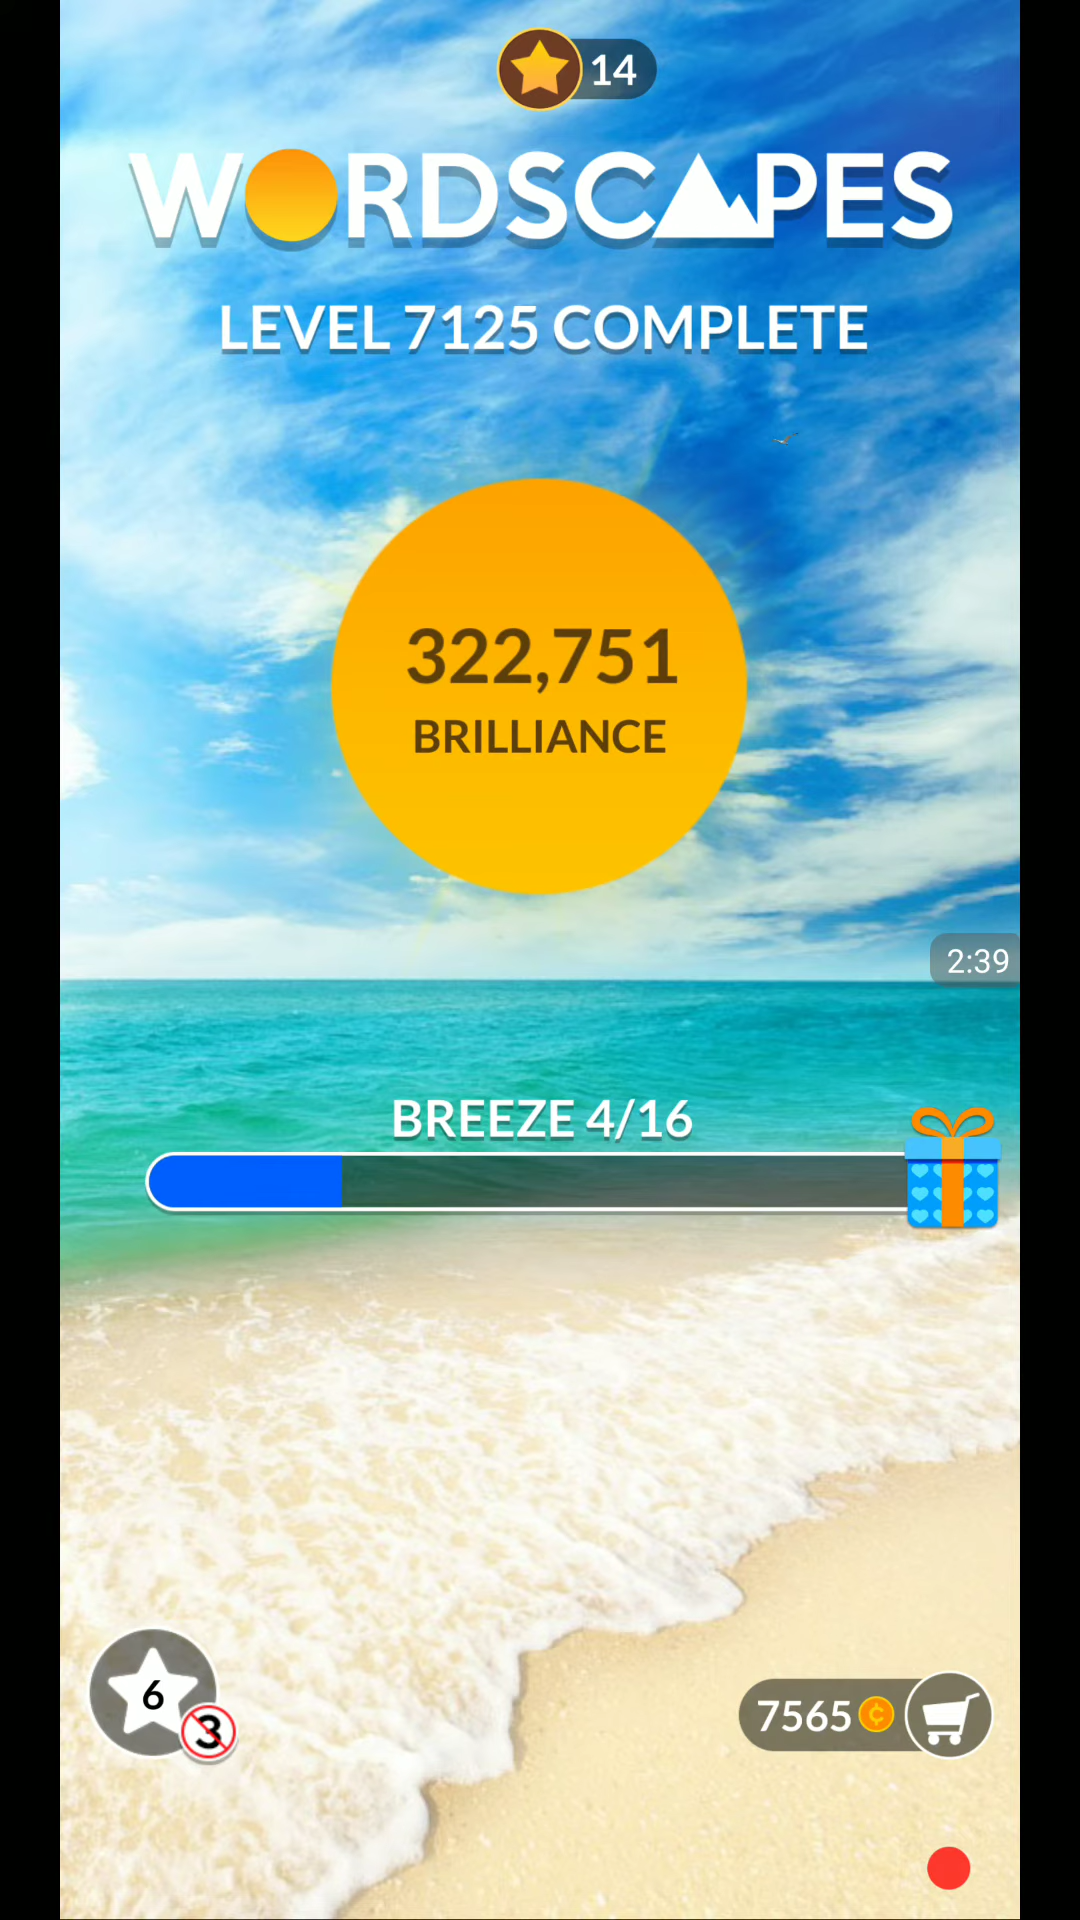 14
WORDSCAPES
LEVEL 7125 COMPLETE
322,751
BRILLIANCE
2:39
BREEZE 4/16
6
3
7565